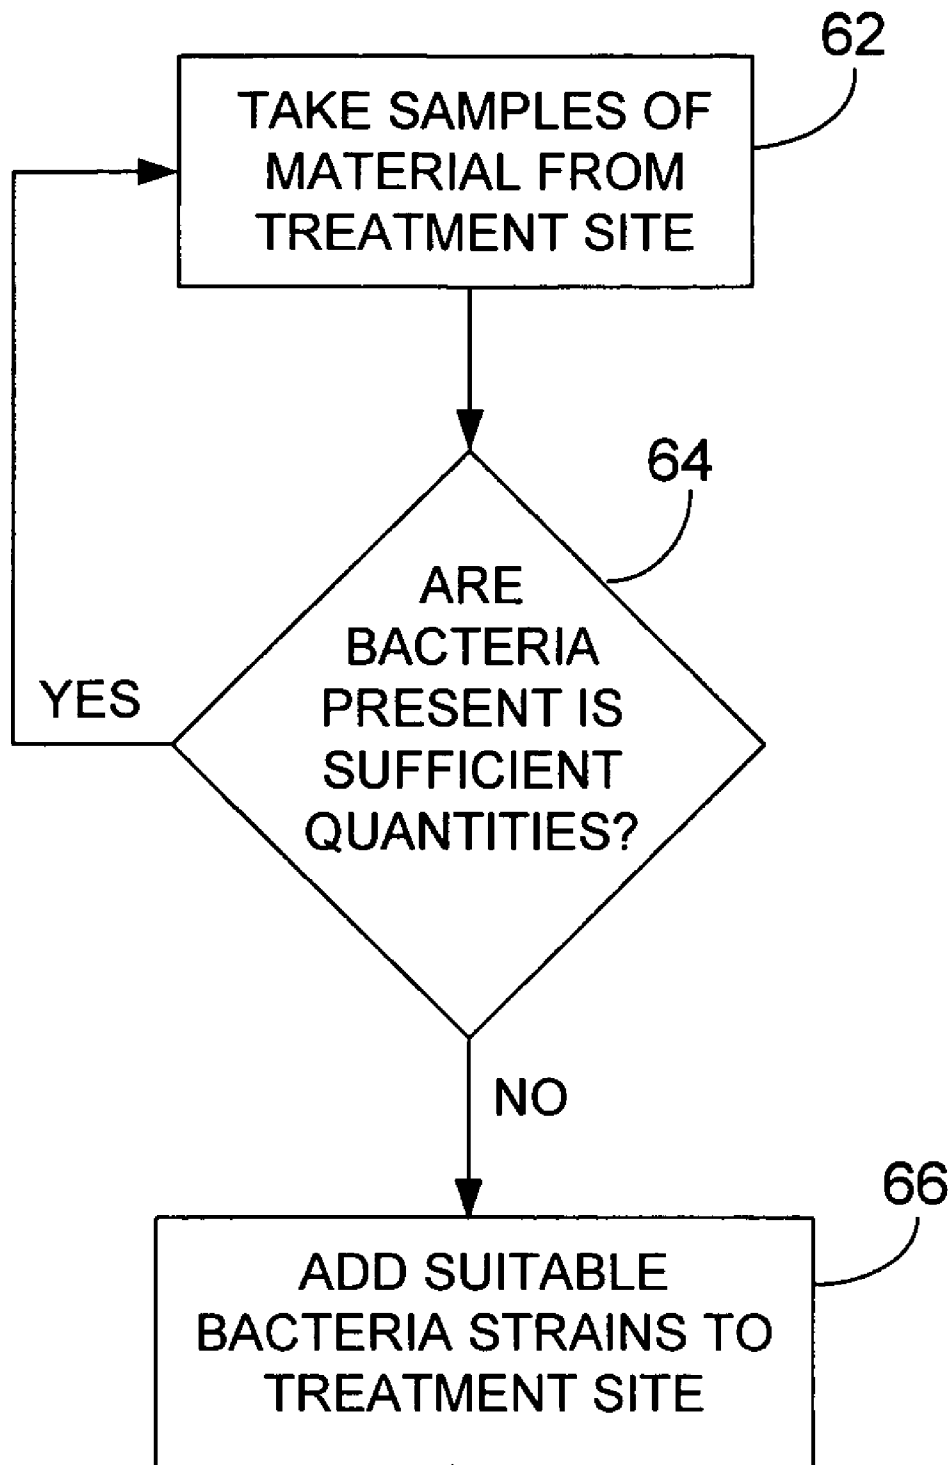 62
TAKE SAMPLES OF
MATERIAL FROM
TREATMENT SITE
64
ARE
BACTERIA
PRESENT IS
SUFFICIENT
QUANTITIES?
YES
NO
66
ADD SUITABLE
BACTERIA STRAINS TO
TREATMENT SITE